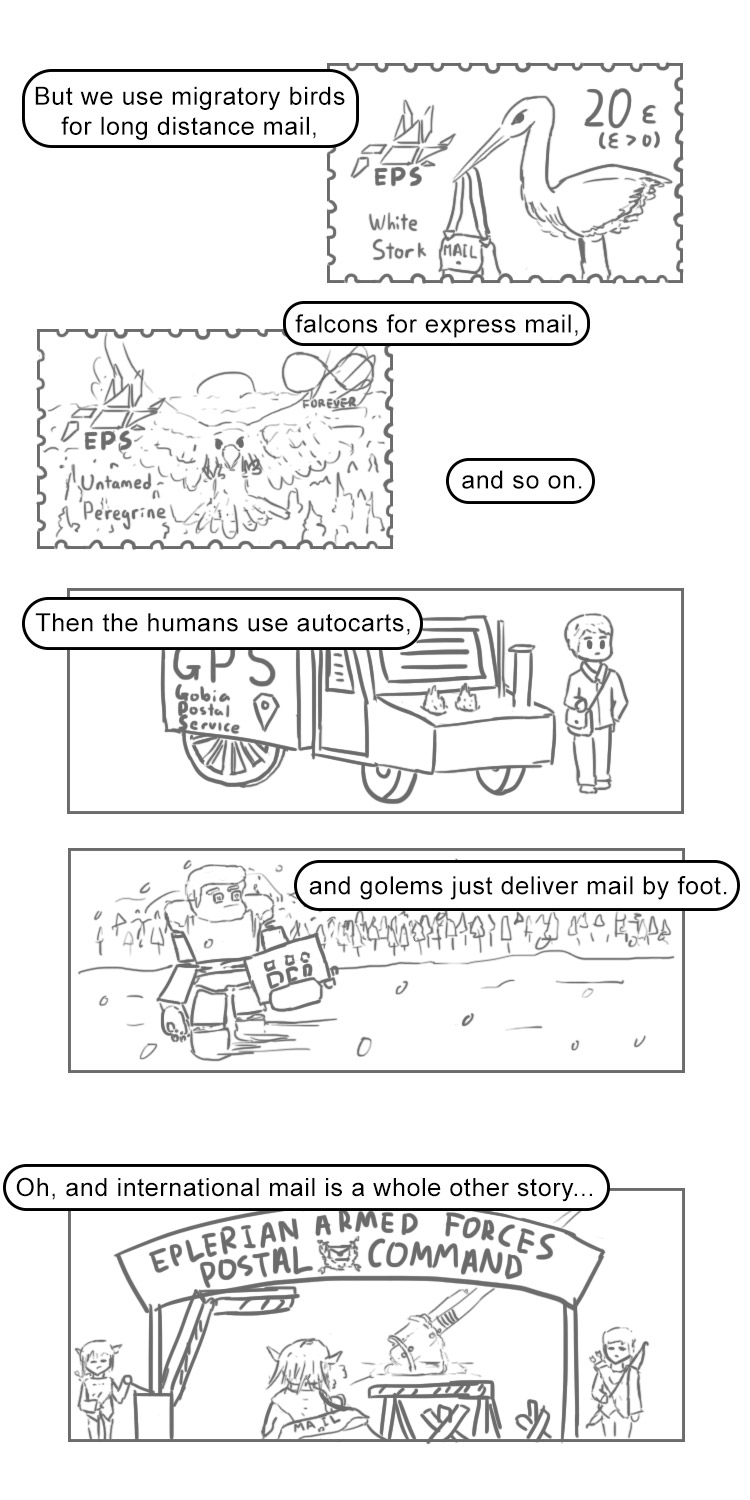 But we use migratory birds
for long distance mail,
20 ε
(ε > 0)
EPS
White
Stork
MAIL
falcons for express mail,
FOREVER
EPS
Untamed
Peregrine
and so on.
Then the humans use autocarts,
GPS
Gobia
Postal
Service
and golems just deliver mail by foot.
Oh, and international mail is a whole other story...
EPLERIAN ARMED FORCES
POSTAL COMMAND
MAIL